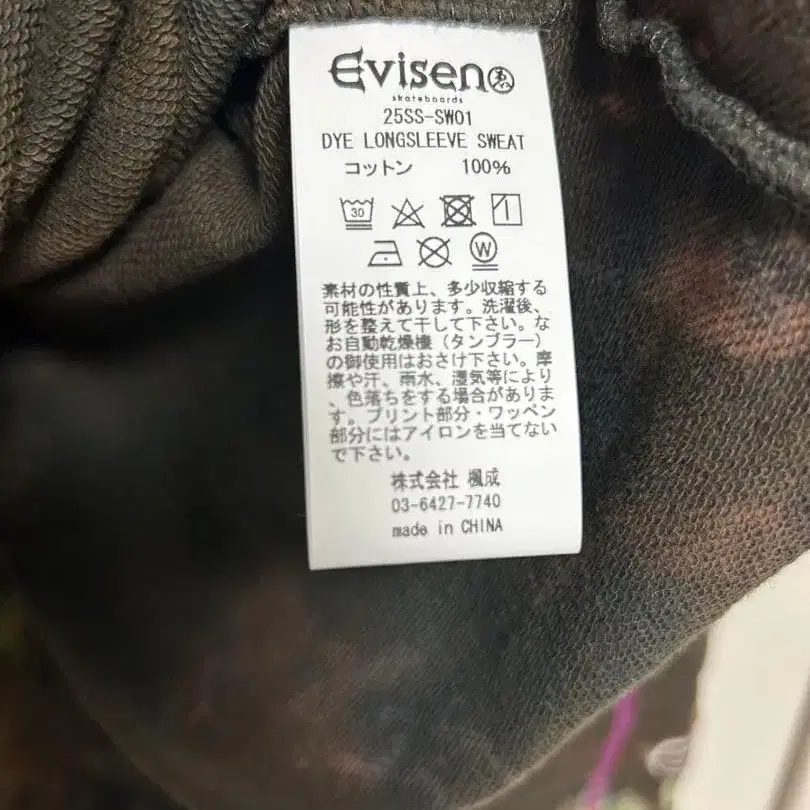 Evisen
skateboards
25SS-SW01
DYE LONGSLEEVE SWEAT
コットン 100%
30
W
素材の性質上、多少収縮する
可能性があります。洗濯後、
形を整えて干して下さい。な
お自動乾燥機（タンブラー）
の御使用はおさけ下さい。摩
擦や汗、雨水、湿気等により
、色落ちをする場合がありま
す。プリント部分・ワッペン
部分にはアイロンを当てない
で下さい。
株式会社 楓成
03-6427-7740
made in CHINA